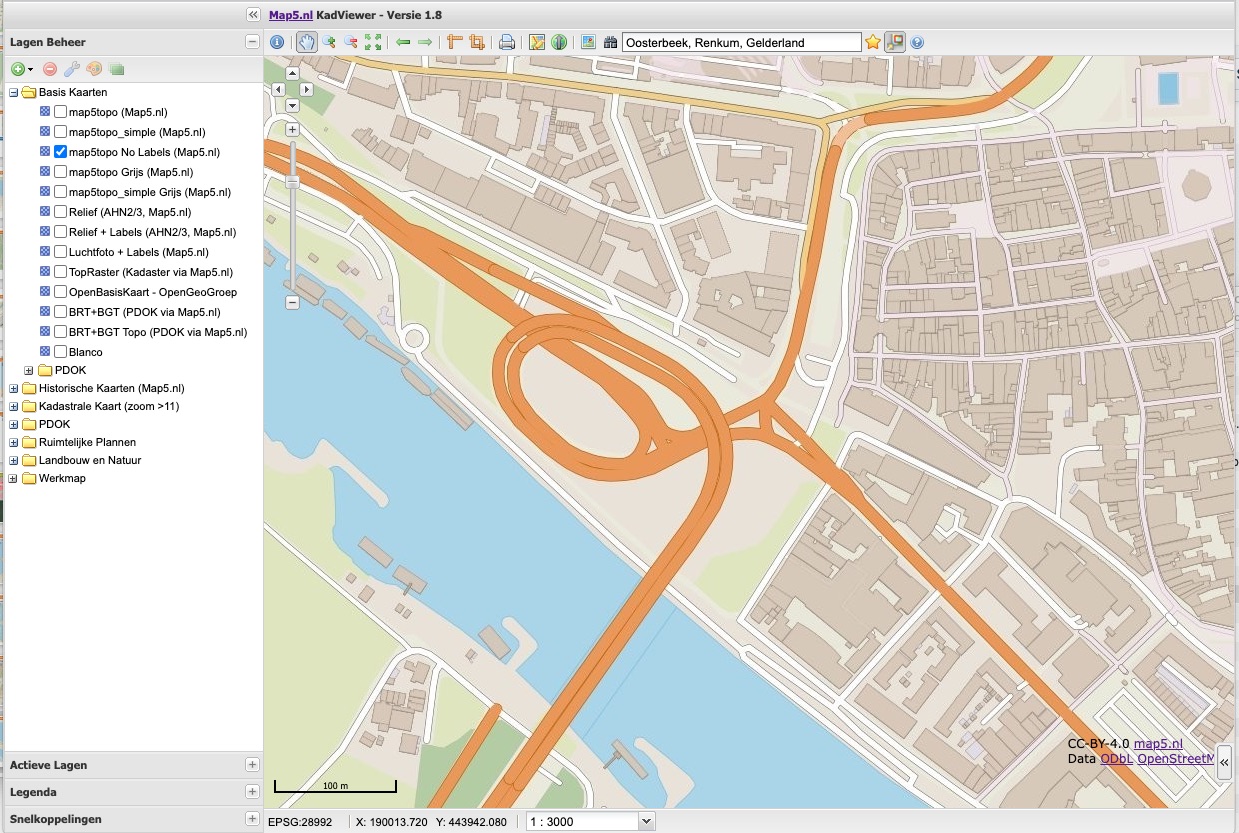 Map5.nl KadViewer - Versie 1.8
Lagen Beheer
Oosterbeek, Renkum, Gelderland
Basis Kaarten
map5topo (Map5.nl)
map5topo_simple (Map5.nl)
map5topo No Labels (Map5.nl)
map5topo Grijs (Map5.nl)
map5topo_simple Grijs (Map5.nl)
Relief (AHN2/3, Map5.nl)
Relief + Labels (AHN2/3, Map5.nl)
Luchtfoto + Labels (Map5.nl)
TopRaster (Kadaster via Map5.nl)
OpenBasisKaart - OpenGeoGroep
BRT+BGT (PDOK via Map5.nl)
BRT+BGT Topo (PDOK via Map5.nl)
Blanco
PDOK
Historische Kaarten (Map5.nl)
Kadastrale Kaart (zoom >11)
PDOK
Ruimtelijke Plannen
Landbouw en Natuur
Werkmap
Actieve Lagen
Legenda
Snelkoppelingen
CC-BY-4.0 map5.nl
Data ODbL OpenStreetM
100 m
EPSG:28992 X: 190013.720 Y: 443942.080 1 : 3000